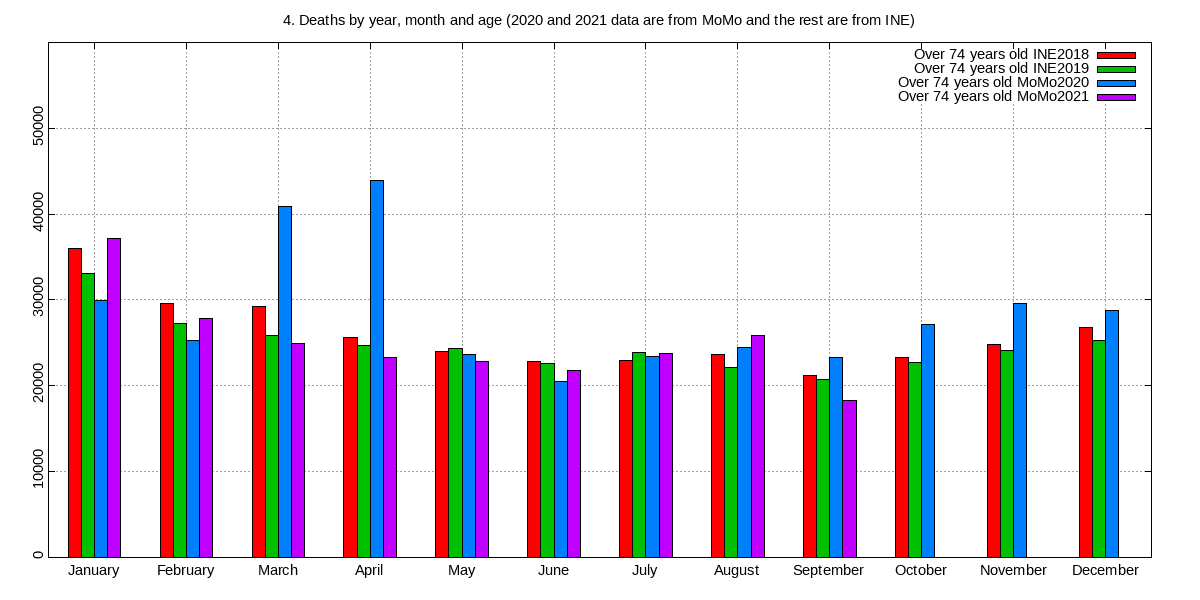 4. Deaths by year, month and age (2020 and 2021 data are from MoMo and the rest are from INE)
Over 74 years old INE2018
Over 74 years old INE2019
Over 74 years old MoMo2020
Over 74 years old MoMo2021
50000
40000
30000
20000
10000
0
January February March April May June July August September October November December